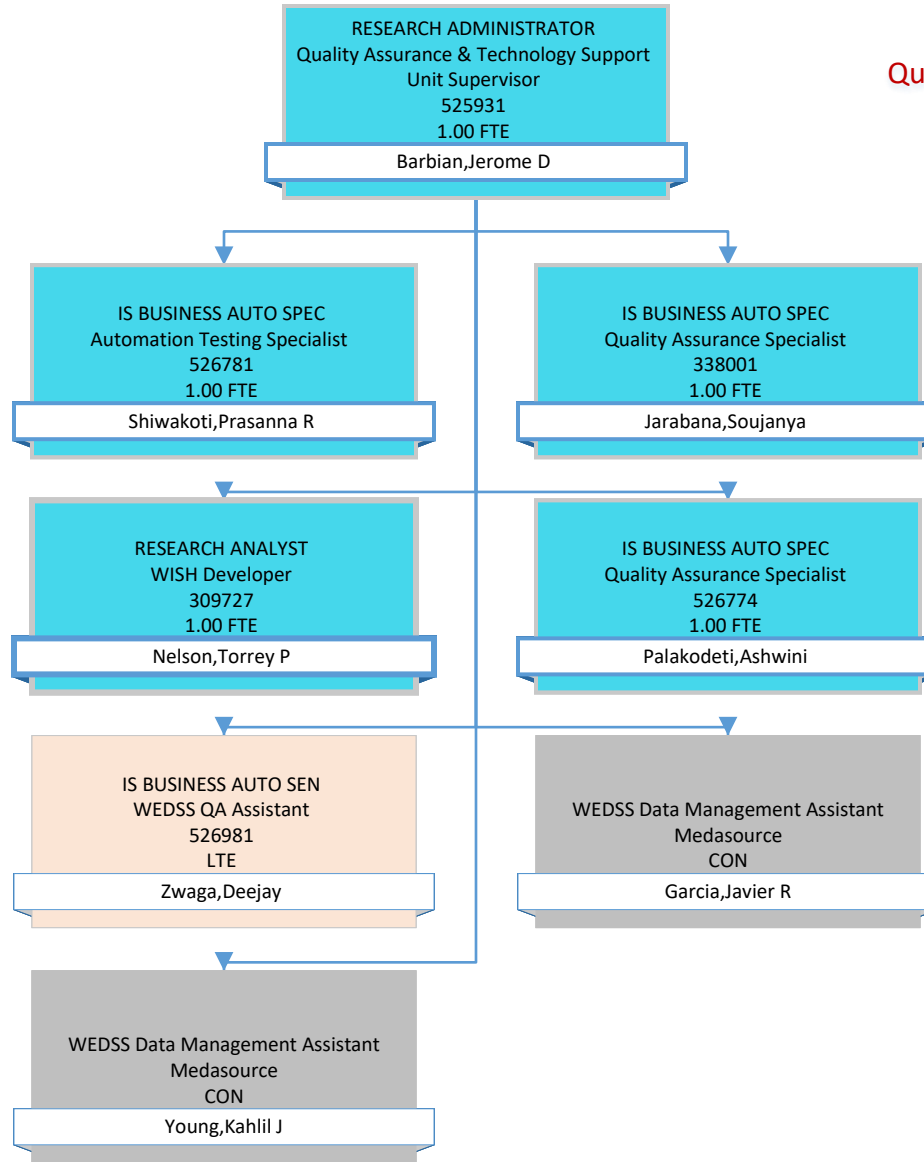 RESEARCH ADMINISTRATOR
Quality Assurance & Technology Support
Unit Supervisor
525931
1.00 FTE
Barbian,Jerome D
Qu
IS BUSINESS AUTO SPEC
Automation Testing Specialist
526781
1.00 FTE
Shiwakoti,Prasanna R
IS BUSINESS AUTO SPEC
Quality Assurance Specialist
338001
1.00 FTE
Jarabana,Soujanya
RESEARCH ANALYST
WISH Developer
309727
1.00 FTE
Nelson,Torrey P
IS BUSINESS AUTO SPEC
Quality Assurance Specialist
526774
1.00 FTE
Palakodeti,Ashwini
IS BUSINESS AUTO SEN
WEDSS QA Assistant
526981
LTE
Zwaga,Deejay
WEDSS Data Management Assistant
Medasource
CON
Garcia,Javier R
WEDSS Data Management Assistant
Medasource
CON
Young,Kahlil J